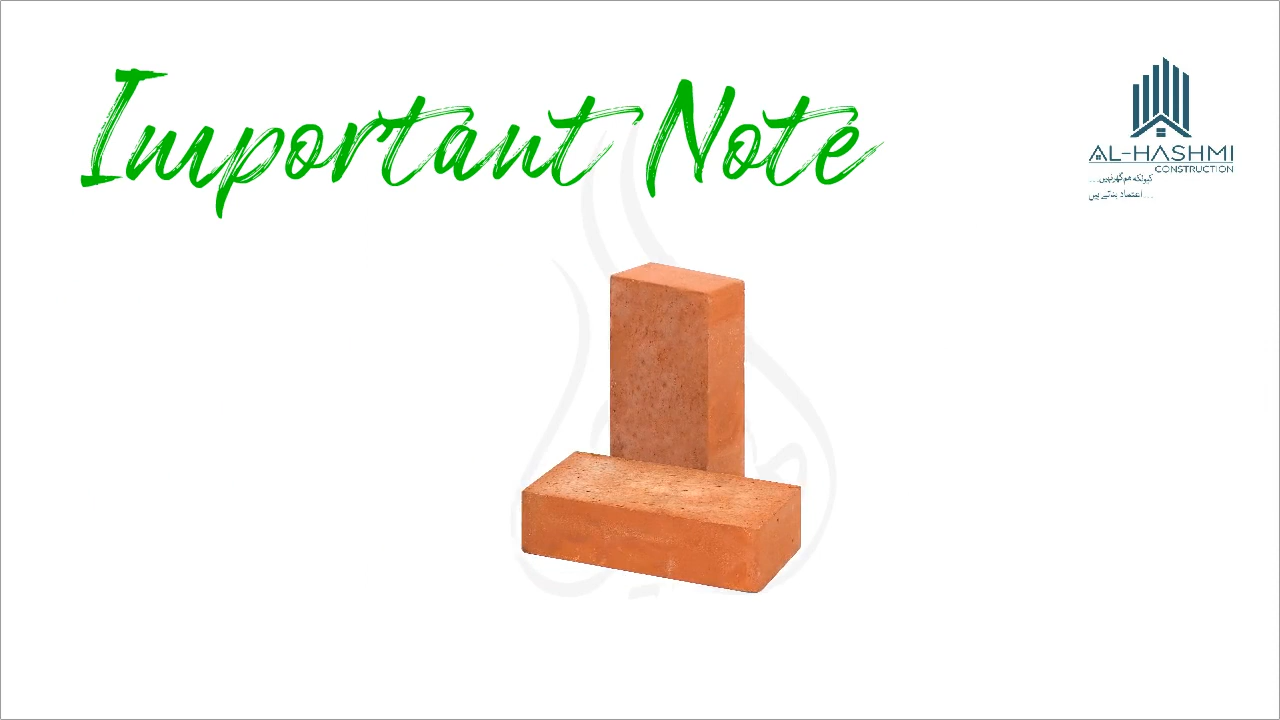 Important Note
AL-HASHMI
CONSTRUCTION
کیونکہ ہم گھر نہیں...
...اعتماد بناتے ہیں